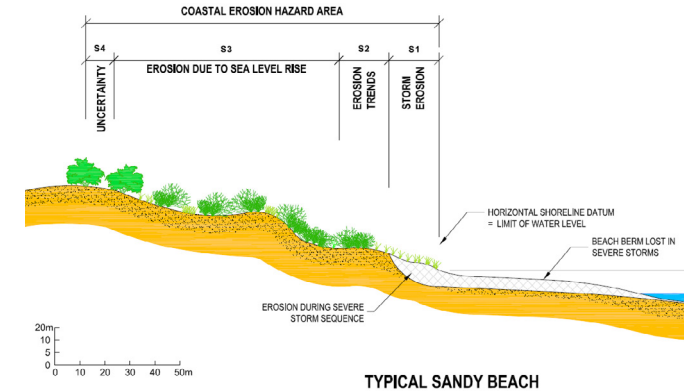 COASTAL EROSION HAZARD AREA
S4
S3
S2
S1
UNCERTAINTY
EROSION DUE TO SEA LEVEL RISE
EROSION
TRENDS
STORM
EROSION
HORIZONTAL SHORELINE DATUM
= LIMIT OF WATER LEVEL
BEACH BERM LOST IN
SEVERE STORMS
EROSION DURING SEVERE
STORM SEQUENCE
20m
10
5
0
0 10 20 30 40 50m
TYPICAL SANDY BEACH